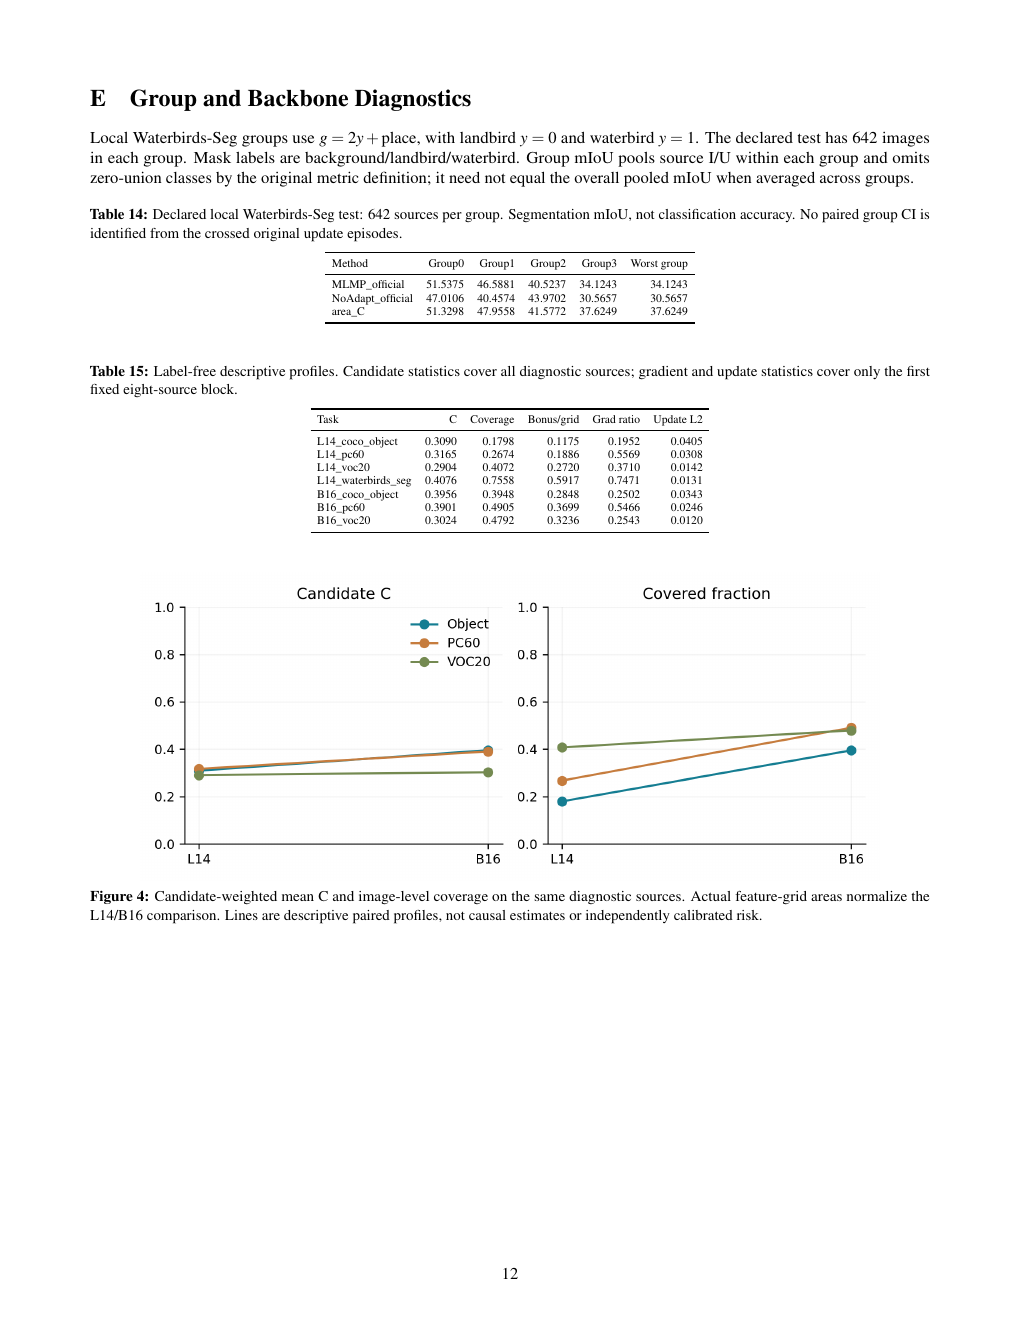 E Group and Backbone Diagnostics
Local Waterbirds-Seg groups use g = 2y + place, with landbird y = 0 and waterbird y = 1. The declared test has 642 images
in each group. Mask labels are background/landbird/waterbird. Group mIoU pools source I/U within each group and omits
zero-union classes by the original metric definition; it need not equal the overall pooled mIoU when averaged across groups.
Table 14: Declared local Waterbirds-Seg test: 642 sources per group. Segmentation mIoU, not classification accuracy. No paired group CI is
identified from the crossed original update episodes.
Method Group0 Group1 Group2 Group3 Worst group
MLMP_official 51.5375 46.5881 40.5237 34.1243 34.1243
NoAdapt_official 47.0106 40.4574 43.9702 30.5657 30.5657
area_C 51.3298 47.9558 41.5772 37.6249 37.6249
Table 15: Label-free descriptive profiles. Candidate statistics cover all diagnostic sources; gradient and update statistics cover only the first
fixed eight-source block.
Task C Coverage Bonus/grid Grad ratio Update L2
L14_coco_object 0.3090 0.1798 0.1175 0.1952 0.0405
L14_pc60 0.3165 0.2674 0.1886 0.5569 0.0308
L14_voc20 0.2904 0.4072 0.2720 0.3710 0.0142
L14_waterbirds_seg 0.4076 0.7558 0.5917 0.7471 0.0131
B16_coco_object 0.3956 0.3948 0.2848 0.2502 0.0343
B16_pc60 0.3901 0.4905 0.3699 0.5466 0.0246
B16_voc20 0.3024 0.4792 0.3236 0.2543 0.0120
Candidate C
1.0
0.8
0.6
0.4
0.2
0.0
L14 B16
Object
PC60
VOC20
Covered fraction
1.0
0.8
0.6
0.4
0.2
0.0
L14 B16
Figure 4: Candidate-weighted mean C and image-level coverage on the same diagnostic sources. Actual feature-grid areas normalize the
L14/B16 comparison. Lines are descriptive paired profiles, not causal estimates or independently calibrated risk.
12